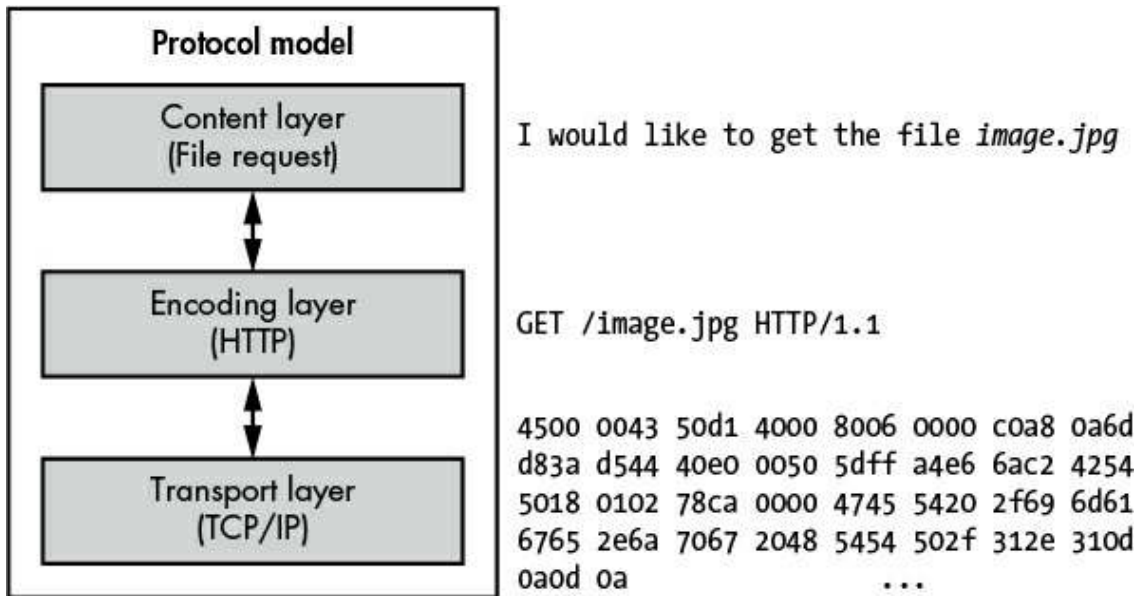 Protocol model
Content layer
(File request)
I would like to get the file image.jpg
Encoding layer
(HTTP)
GET /image.jpg HTTP/1.1
Transport layer
(TCP/IP)
4500 0043 50d1 4000 8006 0000 c0a8 0a6d
d83a d544 40e0 0050 5dff a4e6 6ac2 4254
5018 0102 78ca 0000 4745 5420 2f69 6d61
6765 2e6a 7067 2048 5454 502f 312e 310d
0a0d 0a ...